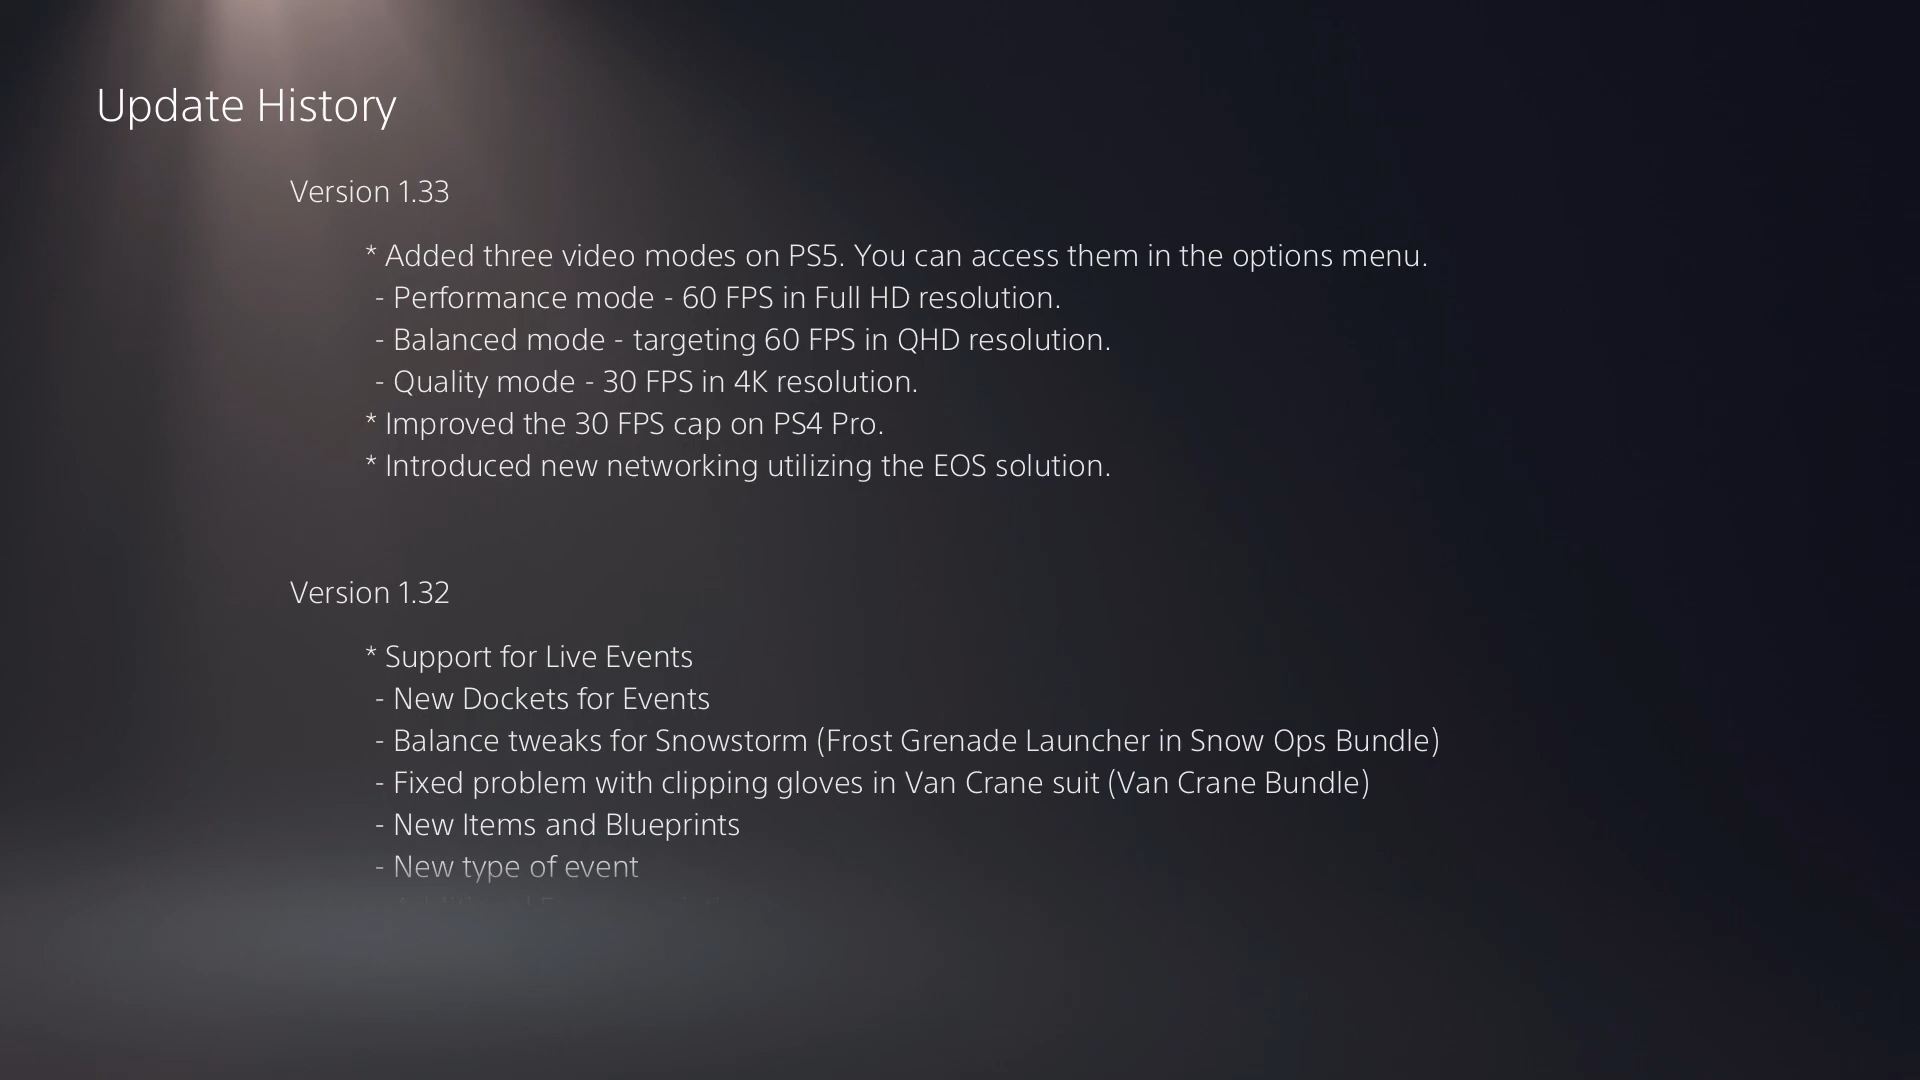 Update History
Version 1.33
* Added three video modes on PS5. You can access them in the options menu.
- Performance mode - 60 FPS in Full HD resolution.
- Balanced mode - targeting 60 FPS in QHD resolution.
- Quality mode - 30 FPS in 4K resolution.
* Improved the 30 FPS cap on PS4 Pro.
* Introduced new networking utilizing the EOS solution.
Version 1.32
* Support for Live Events
- New Dockets for Events
- Balance tweaks for Snowstorm (Frost Grenade Launcher in Snow Ops Bundle)
- Fixed problem with clipping gloves in Van Crane suit (Van Crane Bundle)
- New Items and Blueprints
- New type of event